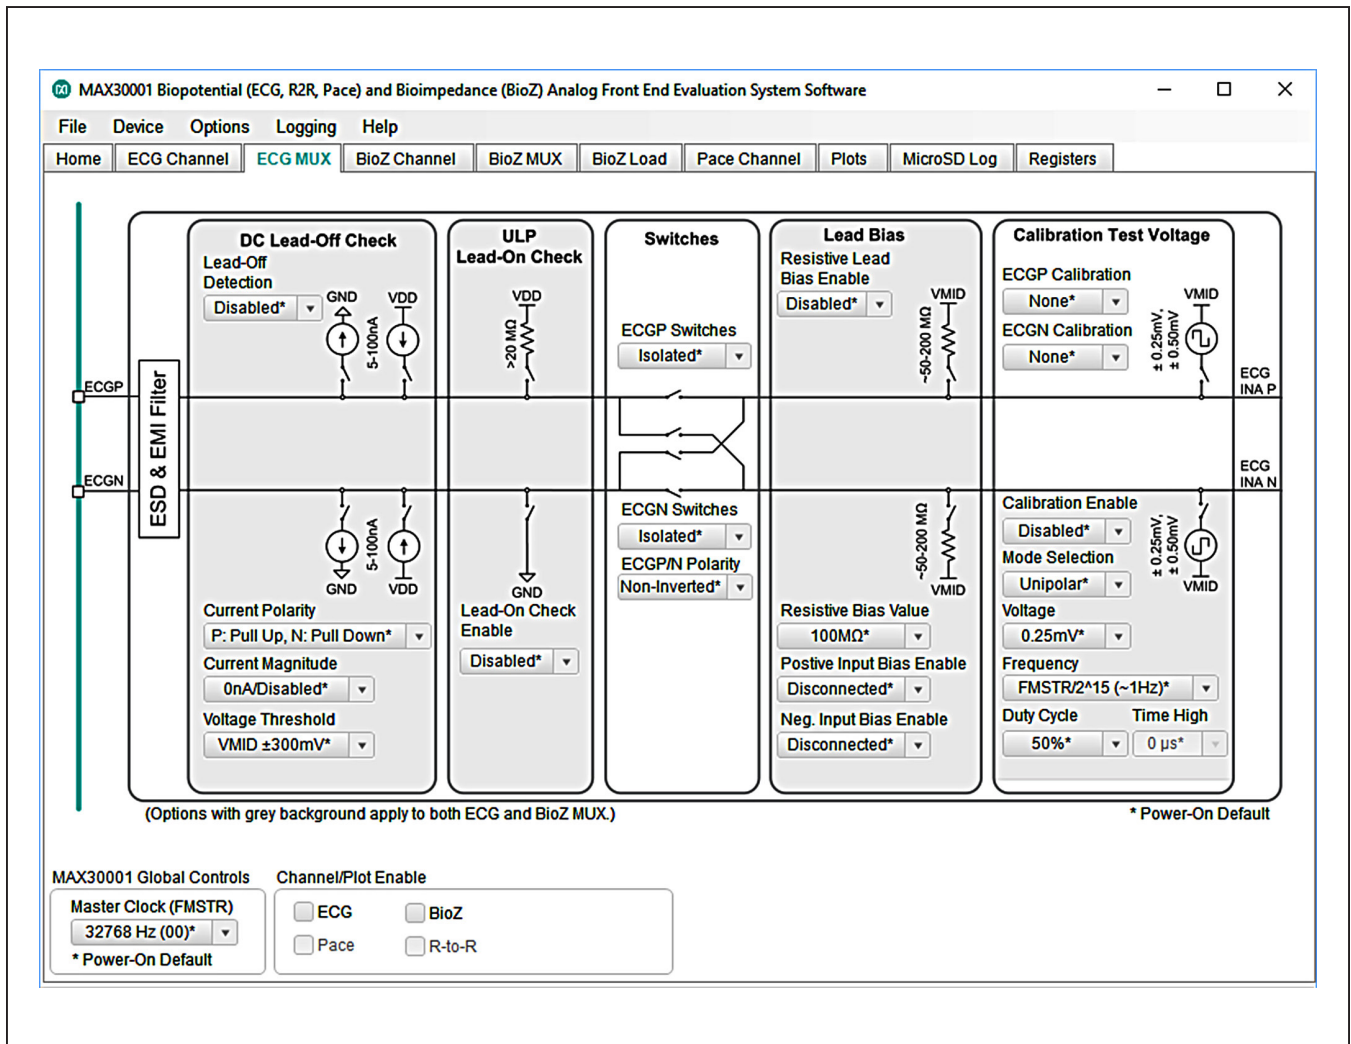 MAX30001 Biopotential (ECG, R2R, Pace) and Bioimpedance (BioZ) Analog Front End Evaluation System Software
File Device Options Logging Help
Home ECG Channel ECG MUX BioZ Channel BioZ MUX BioZ Load Pace Channel Plots MicroSD Log Registers
DC Lead-Off Check
Lead-Off
Detection
Disabled*
GND
VDD
5-100nA
ULP
Lead-On Check
VDD
>20 MΩ
Switches
ECGP Switches
Isolated*
Lead Bias
Resistive Lead
Bias Enable
Disabled*
VMID
~50-200 MΩ
Calibration Test Voltage
ECGP Calibration
None*
ECGN Calibration
None*
VMID
± 0.25mV,
± 0.50mV
ECGP
ECGN
ESD & EMI Filter
ECG
INA P
ECG
INA N
5-100nA
GND
VDD
Current Polarity
P: Pull Up, N: Pull Down*
Current Magnitude
0nA/Disabled*
Voltage Threshold
VMID ±300mV*
GND
Lead-On Check
Enable
Disabled*
ECGN Switches
Isolated*
ECGP/N Polarity
Non-Inverted*
~50-200 MΩ
VMID
Resistive Bias Value
100MΩ*
Postive Input Bias Enable
Disconnected*
Neg. Input Bias Enable
Disconnected*
Calibration Enable
Disabled*
Mode Selection
Unipolar*
± 0.25mV,
± 0.50mV
VMID
Voltage
0.25mV*
Frequency
FMSTR/2^15 (~1Hz)*
Duty Cycle Time High
50%* 0 µs*
(Options with grey background apply to both ECG and BioZ MUX.)
* Power-On Default
MAX30001 Global Controls
Master Clock (FMSTR)
32768 Hz (00)*
* Power-On Default
Channel/Plot Enable
ECG BioZ
Pace R-to-R